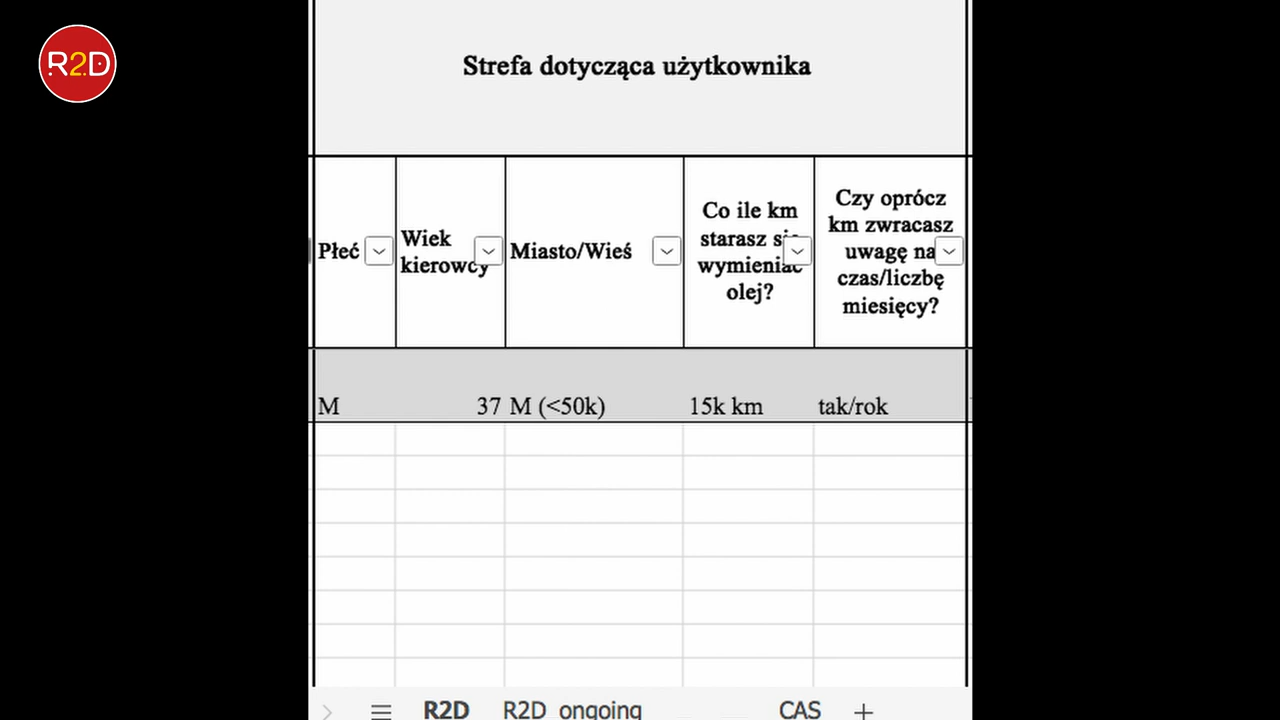 R2D
Strefa dotycząca użytkownika
Płeć
Wiek
kierowcy
Miasto/Wieś
Co ile km
starasz się
wymieniać
olej?
Czy oprócz
km zwracasz
uwagę na
czas/liczbę
miesięcy?
M
37
M (<50k)
15k km
tak/rok
R2D
R2D ongoing
CAS